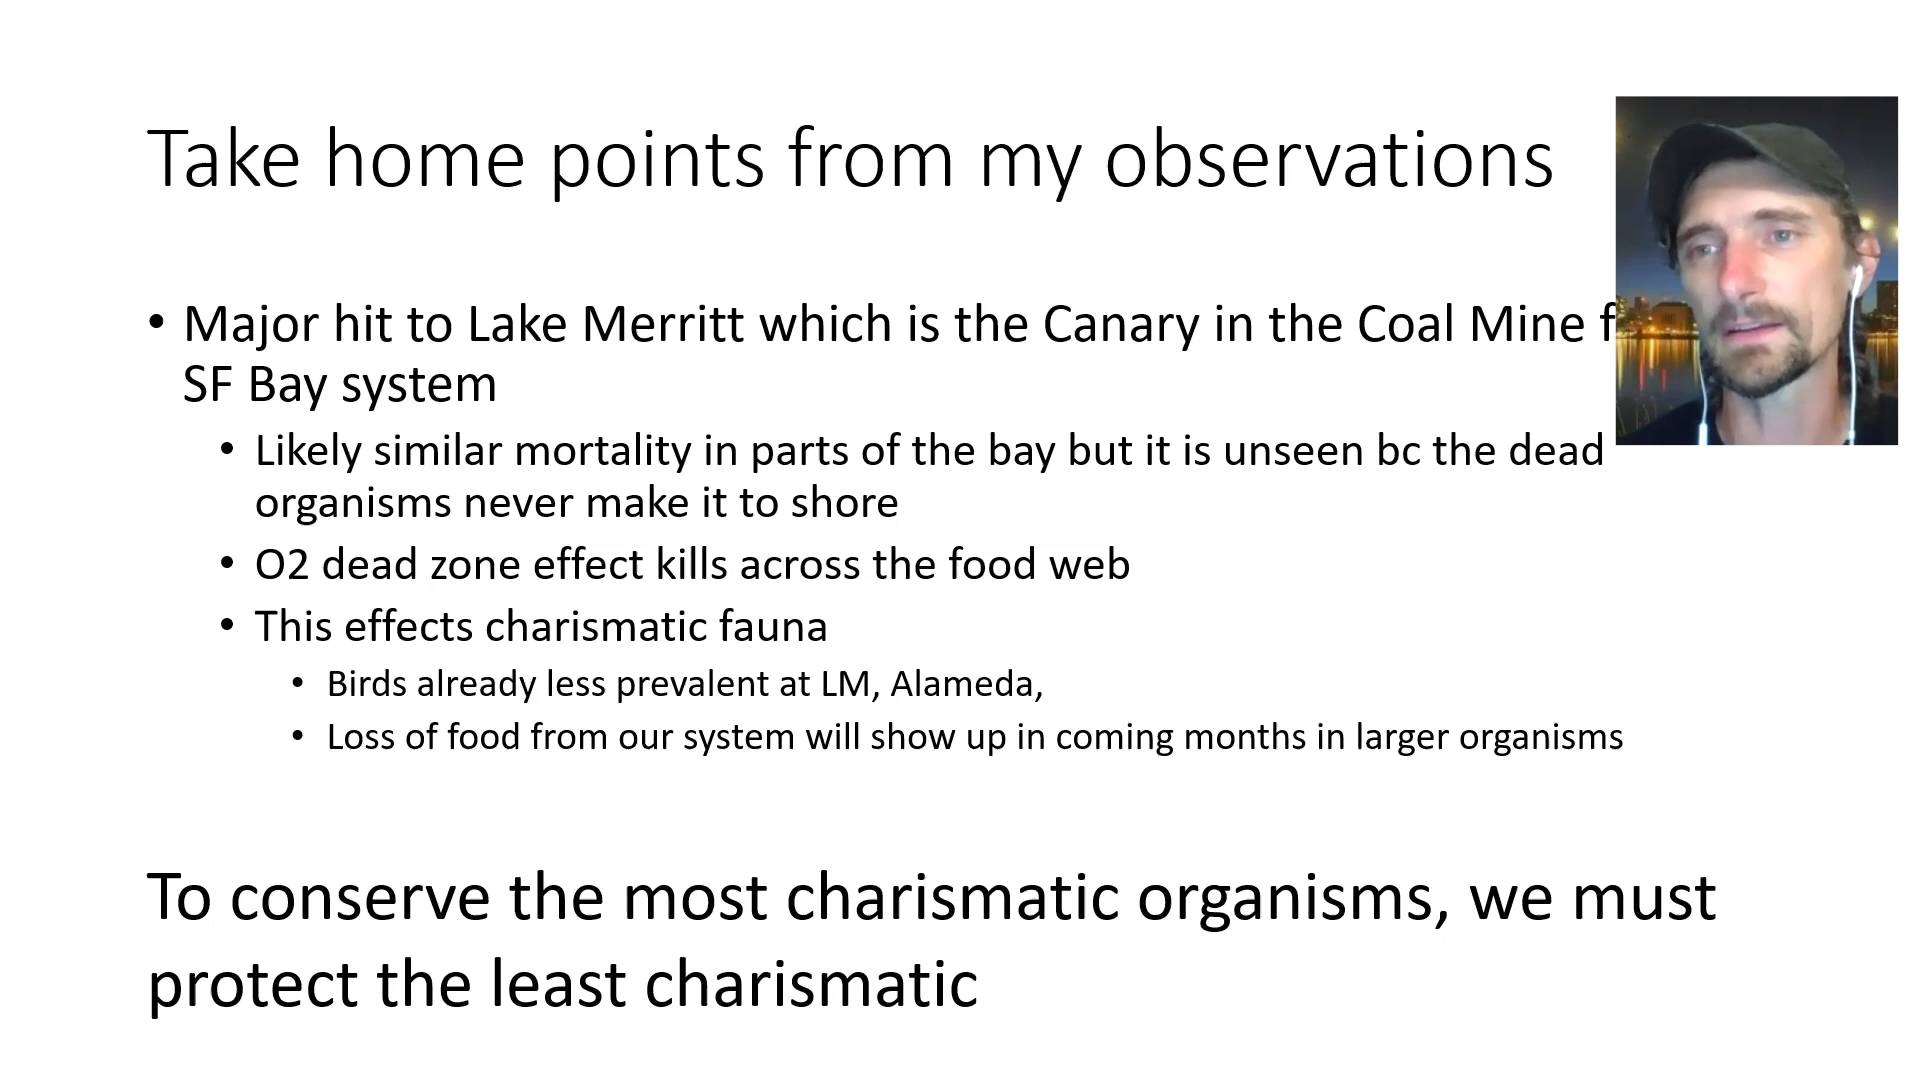 Take home points from my observations
• Major hit to Lake Merritt which is the Canary in the Coal Mine f
SF Bay system
• Likely similar mortality in parts of the bay but it is unseen bc the dead
organisms never make it to shore
• O2 dead zone effect kills across the food web
• This effects charismatic fauna
• Birds already less prevalent at LM, Alameda,
• Loss of food from our system will show up in coming months in larger organisms
To conserve the most charismatic organisms, we must
protect the least charismatic